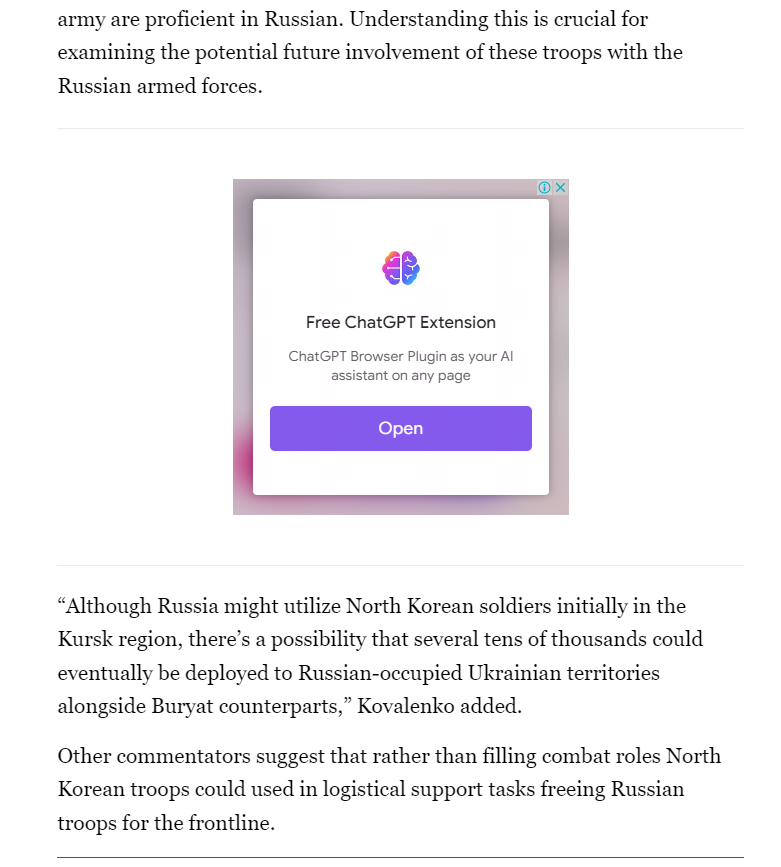 army are proficient in Russian. Understanding this is crucial for
examining the potential future involvement of these troops with the
Russian armed forces.
Free ChatGPT Extension
ChatGPT Browser Plugin as your AI
assistant on any page
Open
“Although Russia might utilize North Korean soldiers initially in the
Kursk region, there’s a possibility that several tens of thousands could
eventually be deployed to Russian-occupied Ukrainian territories
alongside Buryat counterparts,” Kovalenko added.
Other commentators suggest that rather than filling combat roles North
Korean troops could used in logistical support tasks freeing Russian
troops for the frontline.